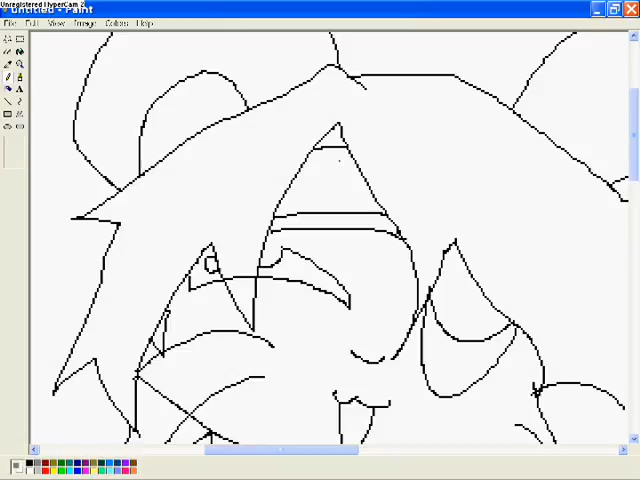 Unregistered HyperCam 2
Untitled - Paint
File Edit View Image Colors Help